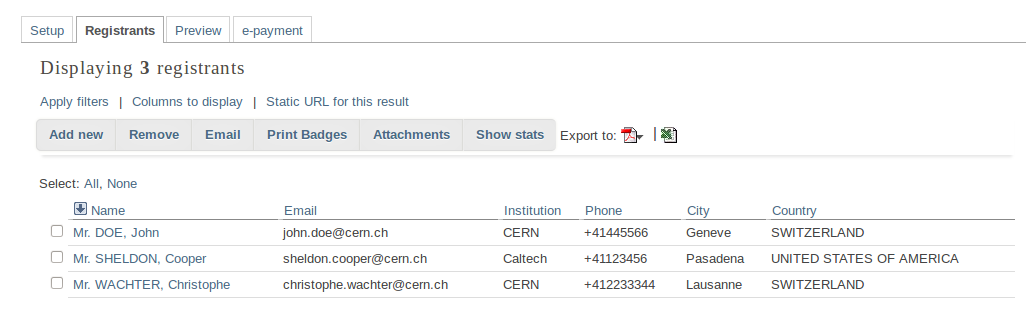 Setup Registrants Preview e-payment
Displaying 3 registrants
Apply filters | Columns to display | Static URL for this result
Add new Remove Email Print Badges Attachments Show stats Export to: |
Select: All, None
Name Email Institution Phone City Country
Mr. DOE, John john.doe@cern.ch CERN +41445566 Geneve SWITZERLAND
Mr. SHELDON, Cooper sheldon.cooper@cern.ch Caltech +41123456 Pasadena UNITED STATES OF AMERICA
Mr. WACHTER, Christophe christophe.wachter@cern.ch CERN +412233344 Lausanne SWITZERLAND